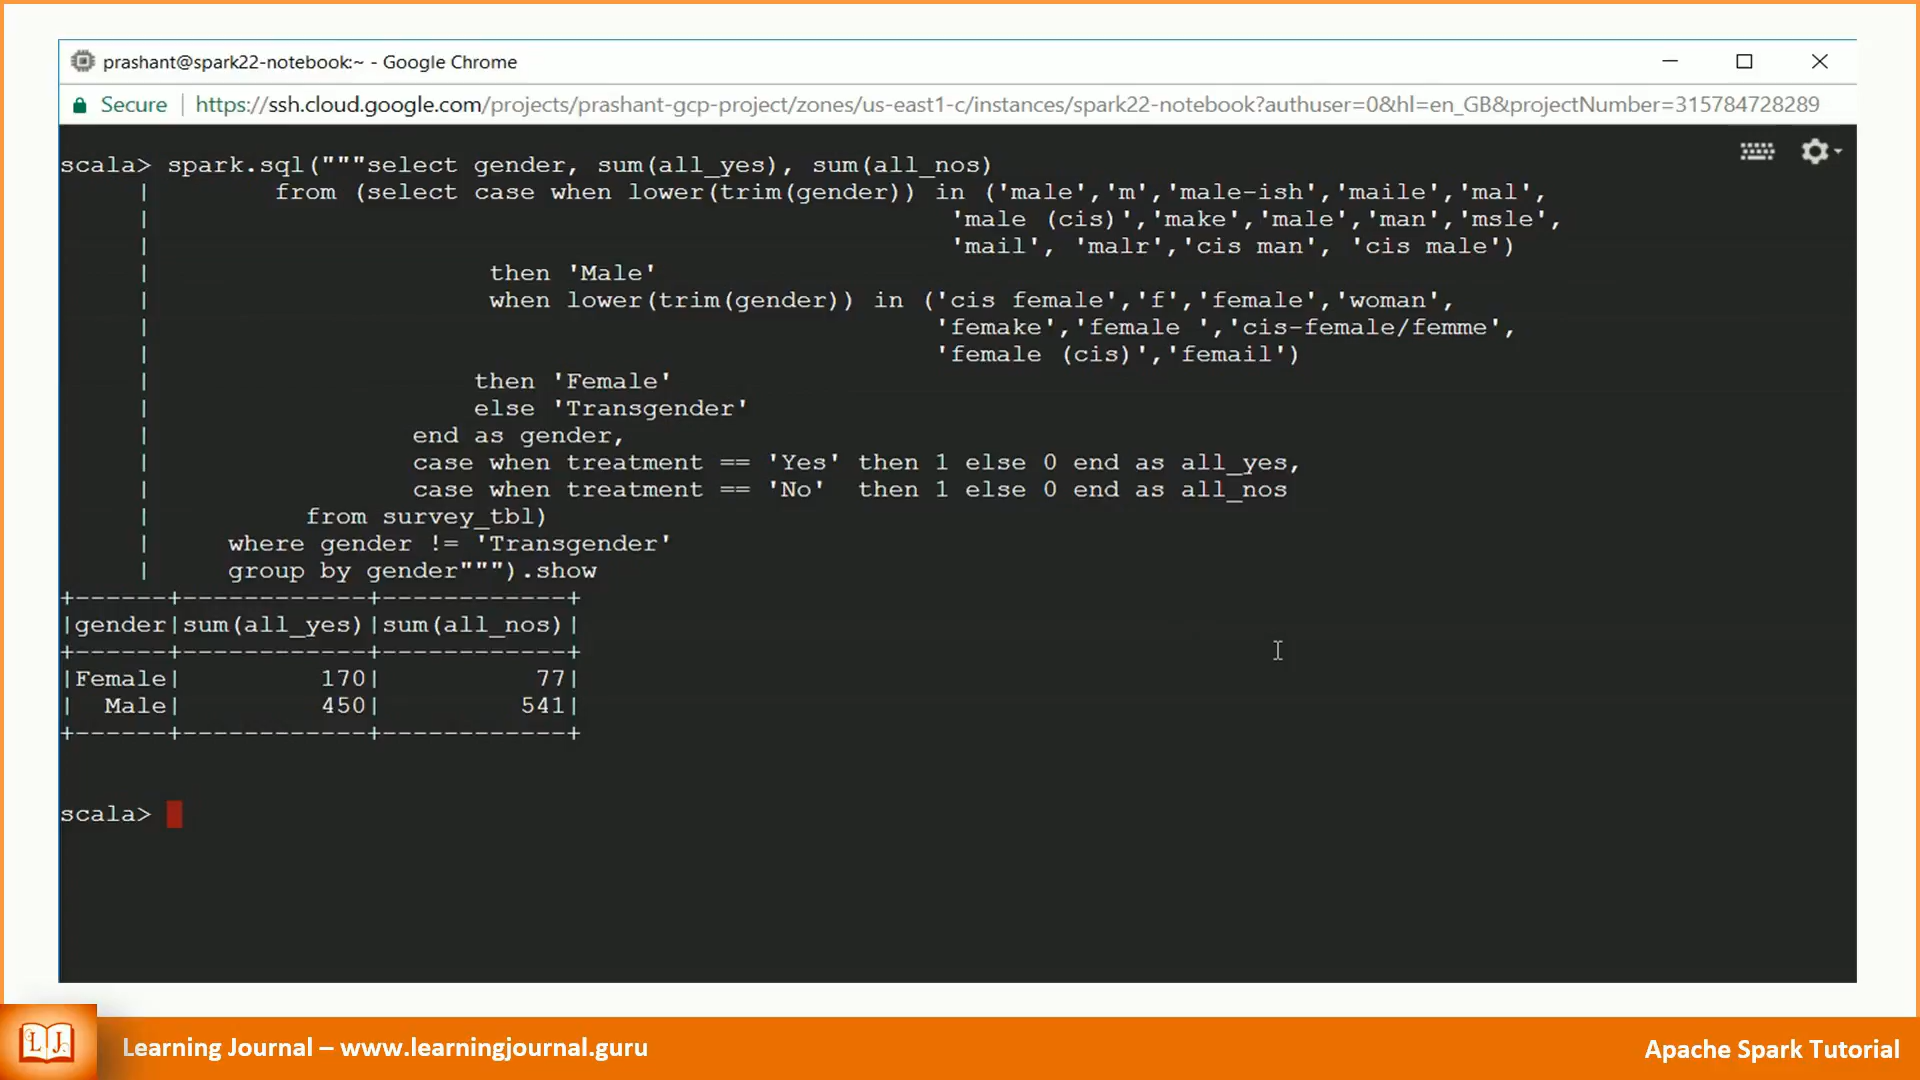 prashant@spark22-notebook:~ - Google Chrome
Secure | https://ssh.cloud.google.com/projects/prashant-gcp-project/zones/us-east1-c/instances/spark22-notebook?authuser=0&hl=en_GB&projectNumber=315784728289
scala> spark.sql("""select gender, sum(all_yes), sum(all_nos)
     |        from (select case when lower(trim(gender)) in ('male','m','male-ish','maile','mal',
     |                                                    'male (cis)','make','male','man','msle',
     |                                                    'mail', 'malr','cis man', 'cis male')
     |                      then 'Male'
     |                      when lower(trim(gender)) in ('cis female','f','female','woman',
     |                                                   'femake','female ','cis-female/femme',
     |                                                   'female (cis)','femail')
     |                     then 'Female'
     |                     else 'Transgender'
     |                 end as gender,
     |                 case when treatment == 'Yes' then 1 else 0 end as all_yes,
     |                 case when treatment == 'No'  then 1 else 0 end as all_nos
     |          from survey_tbl)
     |     where gender != 'Transgender'
     |     group by gender""").show
+------+------------+------------+
|gender|sum(all_yes)|sum(all_nos)|
+------+------------+------------+
|Female|         170|          77|
|  Male|         450|         541|
+------+------------+------------+
scala>
LJ
Learning Journal – www.learningjournal.guru
Apache Spark Tutorial